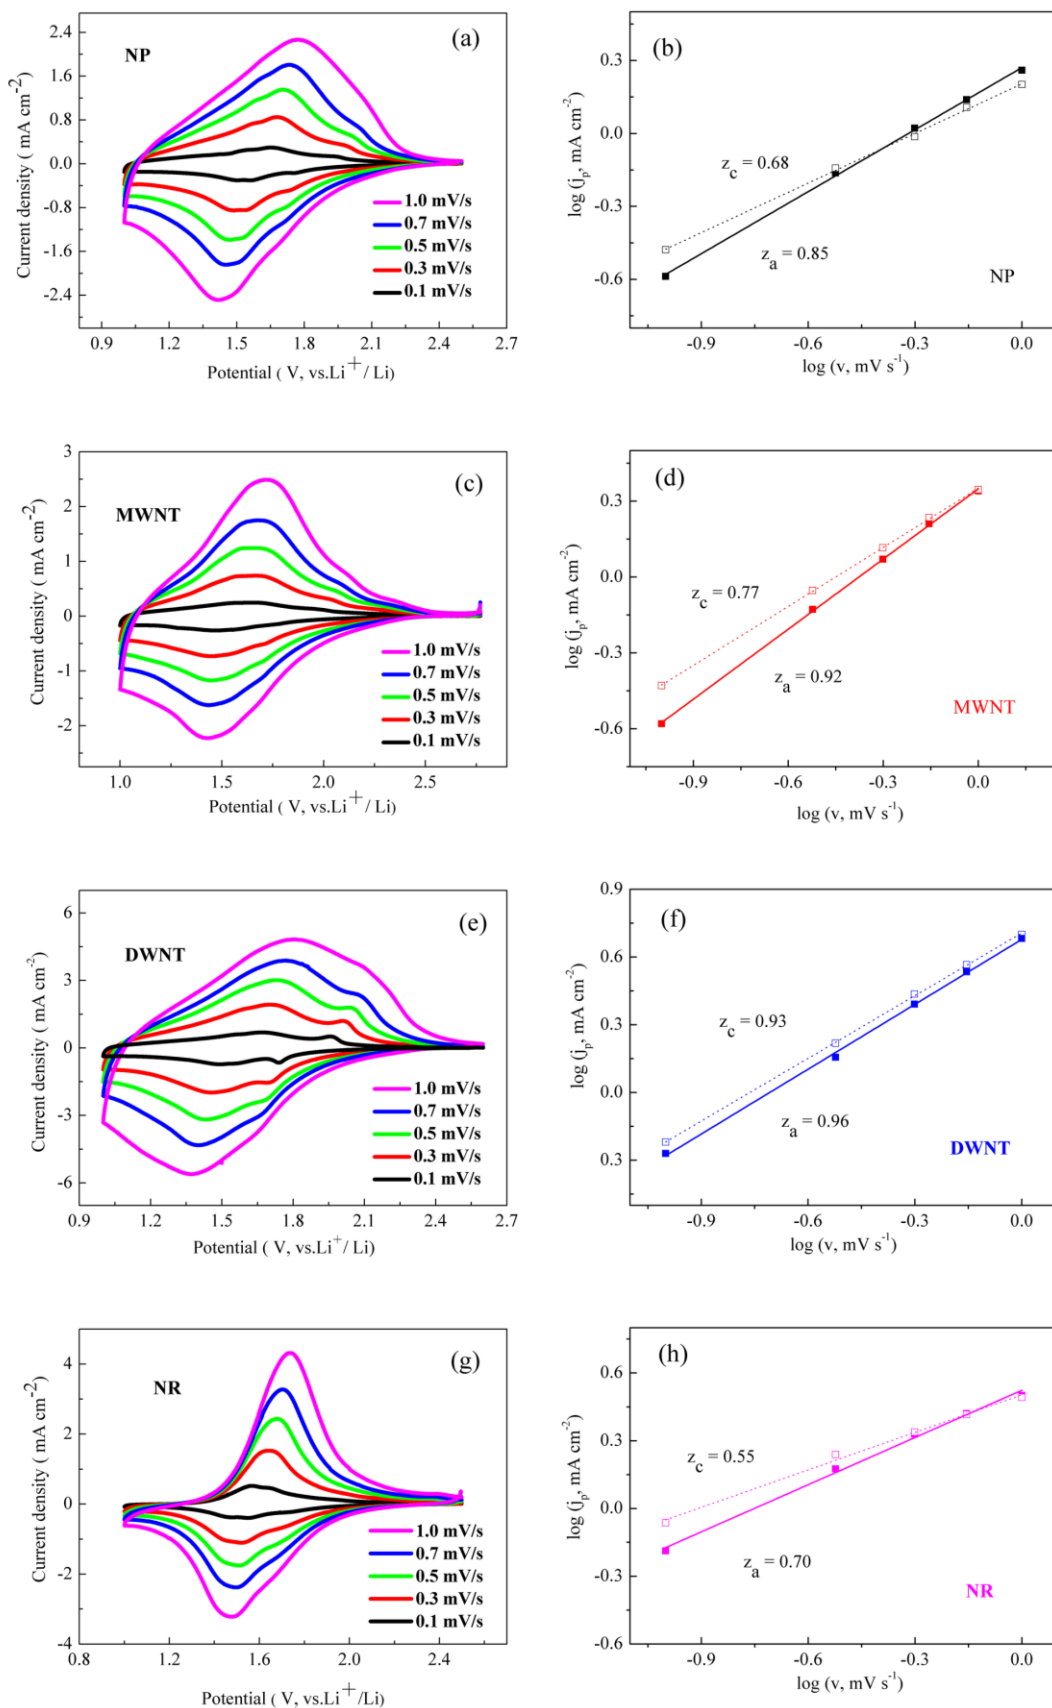 (a)
NP
2.4
1.2
0.0
-1.2
-2.4
Current density ( mA cm-2)
1.0 mV/s
0.7 mV/s
0.5 mV/s
0.3 mV/s
0.1 mV/s
0.9 1.2 1.5 1.8 2.1 2.4 2.7
Potential ( V, vs.Li+/ Li)
(b)
0.3
0.0
-0.3
-0.6
log (jp, mA cm-2)
zc = 0.68
za = 0.85
NP
-0.9 -0.6 -0.3 0.0
log (v, mV s-1)
(c)
MWNT
3
2
1
0
-1
-2
Current density ( mA cm-2)
1.0 mV/s
0.7 mV/s
0.5 mV/s
0.3 mV/s
0.1 mV/s
1.0 1.5 2.0 2.5
Potential ( V, vs.Li+/ Li)
(d)
0.3
0.0
-0.3
-0.6
log (jp, mA cm-2)
zc = 0.77
za = 0.92
MWNT
-0.9 -0.6 -0.3 0.0
log (v, mV s-1)
(e)
DWNT
6
3
0
-3
-6
Current density ( mA cm-2)
1.0 mV/s
0.7 mV/s
0.5 mV/s
0.3 mV/s
0.1 mV/s
0.9 1.2 1.5 1.8 2.1 2.4 2.7
Potential ( V, vs.Li+/ Li)
(f)
0.9
0.6
0.3
0.0
0.3
log (jp, mA cm-2)
zc = 0.93
za = 0.96
DWNT
-0.9 -0.6 -0.3 0.0
log (v, mV s-1)
(g)
NR
4
2
0
-2
-4
Current density ( mA cm-2)
1.0 mV/s
0.7 mV/s
0.5 mV/s
0.3 mV/s
0.1 mV/s
0.8 1.2 1.6 2.0 2.4
Potential ( V, vs.Li+/Li)
(h)
0.6
0.3
0.0
-0.3
-0.6
log (jp, mA cm-2)
zc = 0.55
za = 0.70
NR
-0.9 -0.6 -0.3 0.0
log (v, mV s-1)